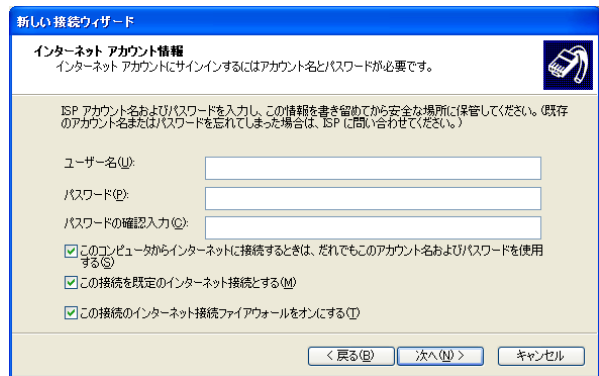 新しい接続ウィザード
インターネット アカウント情報
インターネット アカウントにサインインするにはアカウント名とパスワードが必要です。
ISP アカウント名およびパスワードを入力し、この情報を書き留めてから安全な場所に保管してください。(既存
のアカウント名またはパスワードを忘れてしまった場合は、ISP に問い合わせてください。)
ユーザー名(U):
パスワード(P):
パスワードの確認入力(C):
このコンピュータからインターネットに接続するときは、だれでもこのアカウント名およびパスワードを使用
する(S)
この接続を既定のインターネット接続とする(M)
この接続のインターネット接続ファイアウォールをオンにする(T)
< 戻る(B) 次へ(N) > キャンセル